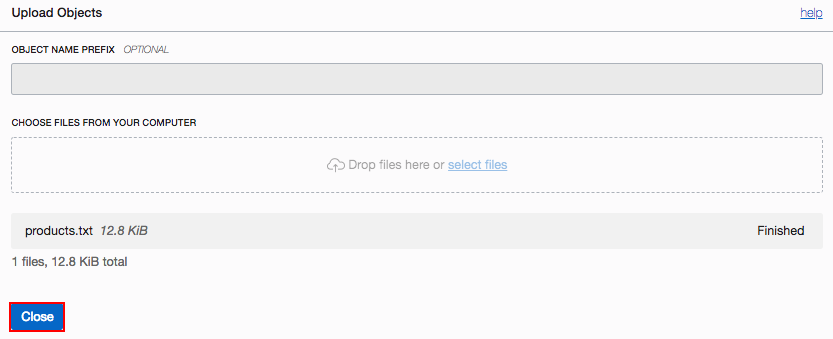 Upload Objects help
OBJECT NAME PREFIX OPTIONAL
CHOOSE FILES FROM YOUR COMPUTER
Drop files here or select files
products.txt 12.8 KiB Finished
1 files, 12.8 KiB total
Close